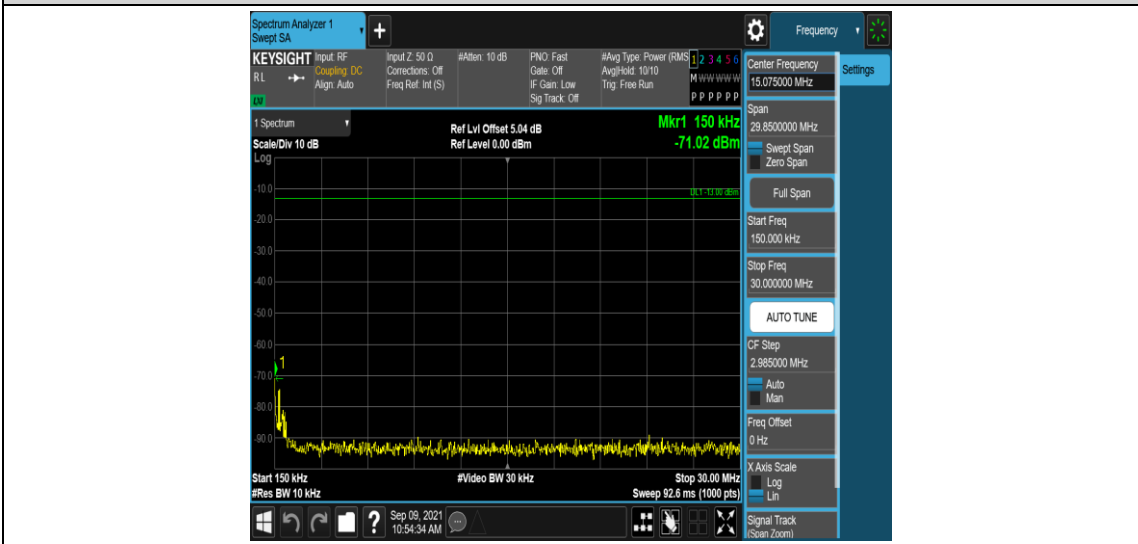 Spectrum Analyzer 1
Swept SA
+
Frequency
KEYSIGHT
RL
LXI
Input: RF
Coupling: DC
Align: Auto
Input Z: 50 Ω
Corrections: Off
Freq Ref: Int (S)
#Atten: 10 dB
PNO: Fast
Gate: Off
IF Gain: Low
Sig Track: Off
#Avg Type: Power (RMS
Avg|Hold: 10/10
Trig: Free Run
1 2 3 4 5 6
M W W W W W
P P P P P P
1 Spectrum
Scale/Div 10 dB
Log
Ref Lvl Offset 5.04 dB
Ref Level 0.00 dBm
Mkr1 150 kHz
-71.02 dBm
DL1 -13.00 dBm
-10.0
-20.0
-30.0
-40.0
-50.0
-60.0
1
-70.0
-80.0
-90.0
Start 150 kHz
#Res BW 10 kHz
#Video BW 30 kHz
Stop 30.00 MHz
Sweep 92.6 ms (1000 pts)
?
Sep 09, 2021
10:54:34 AM
Center Frequency
15.075000 MHz
Settings
Span
29.8500000 MHz
Swept Span
Zero Span
Full Span
Start Freq
150.000 kHz
Stop Freq
30.000000 MHz
AUTO TUNE
CF Step
2.985000 MHz
Auto
Man
Freq Offset
0 Hz
X Axis Scale
Log
Lin
Signal Track
(Span Zoom)